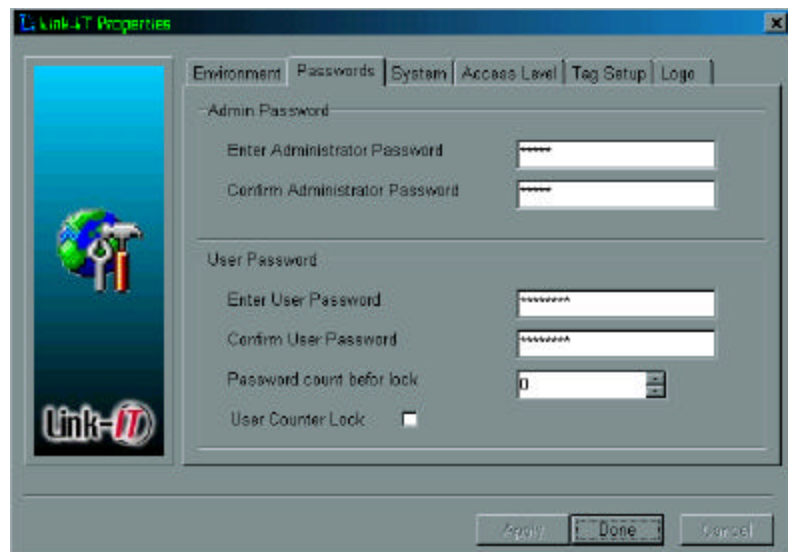 Link-IT Properties
Environment Passwords System Access Level Tag Setup Logo
Admin Password
Enter Administrator Password *****
Confirm Administrator Password *****
User Password
Enter User Password ********
Confirm User Password ********
Password count befor lock 0
User Counter Lock
Link-IT
Apply Done Cancel